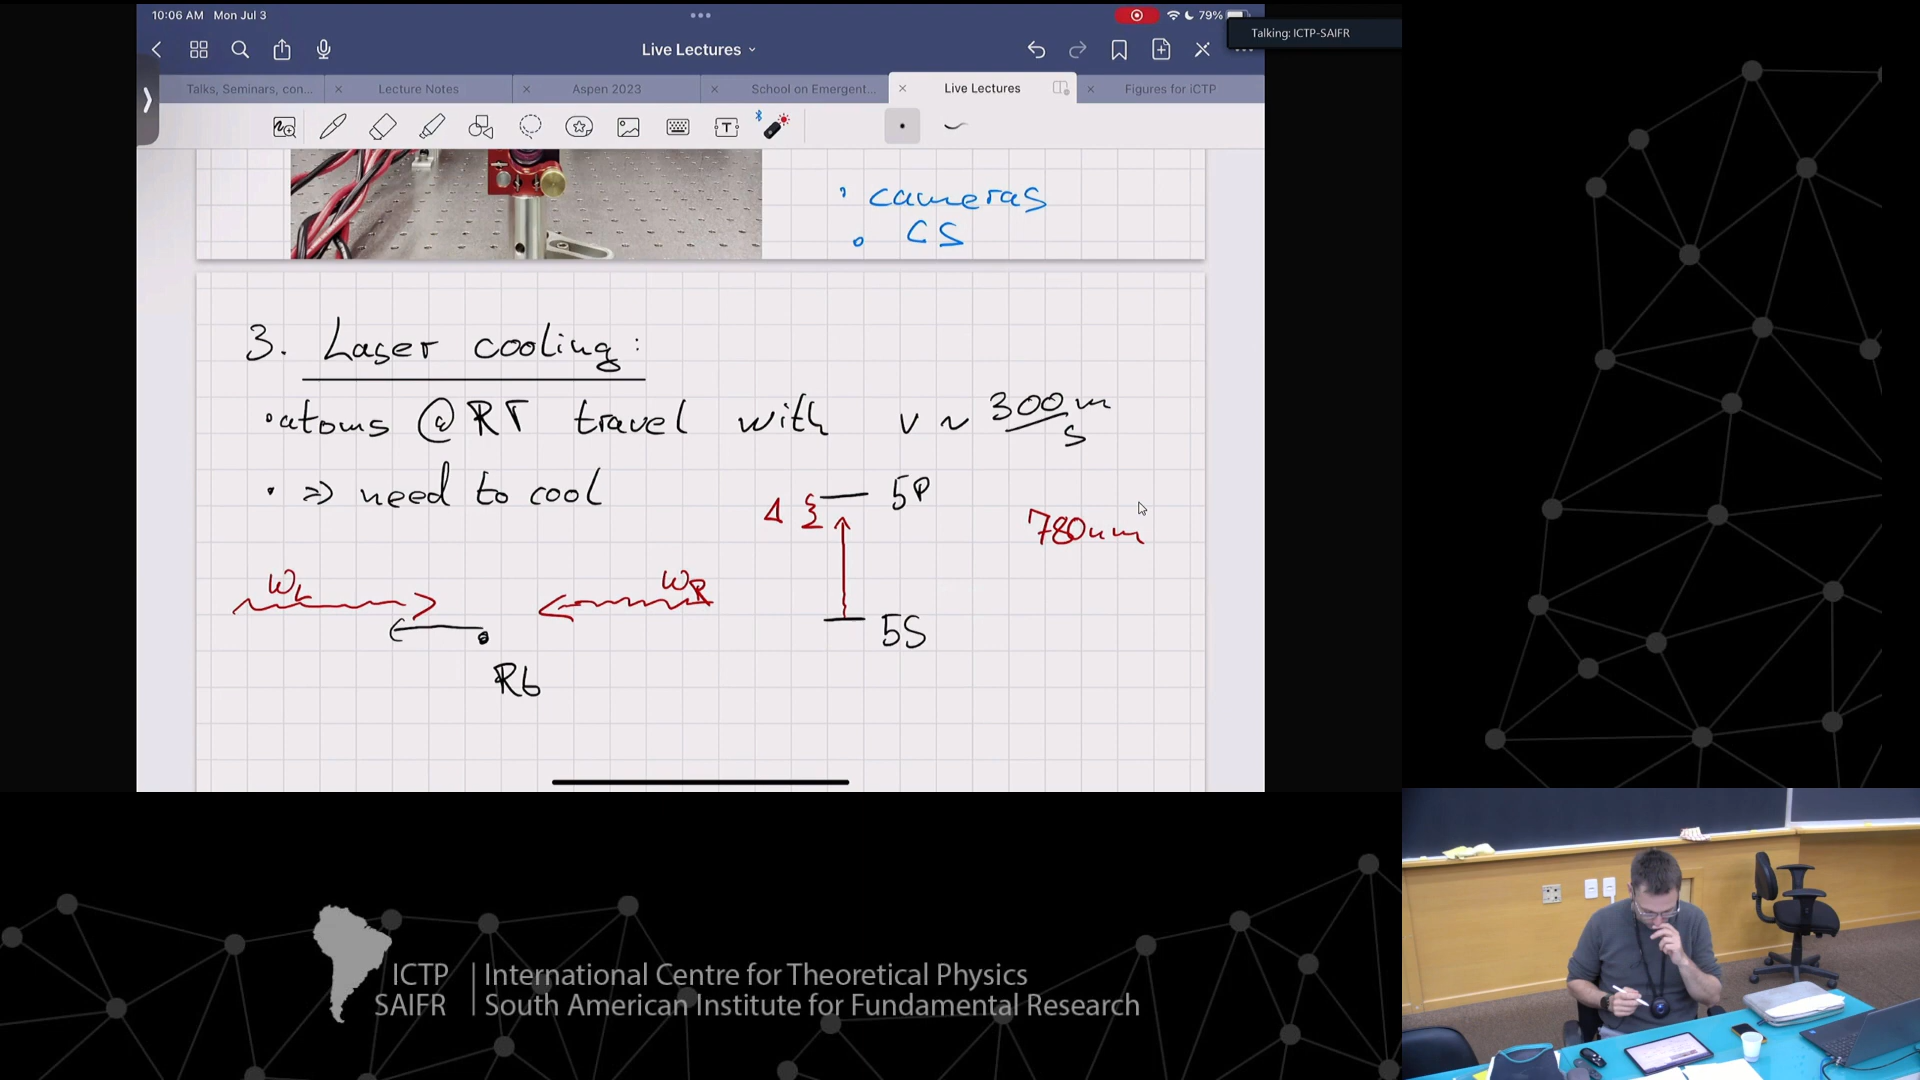 10:06 AM Mon Jul 3
79%
Talking: ICTP-SAIFR
Live Lectures
Talks, Seminars, con...
Lecture Notes
Aspen 2023
School on Emergent...
Live Lectures
Figures for iCTP
• cameras
• CS
3. Laser cooling:
• atoms @RT travel with v ~ 300 m/s
• ⇒ need to cool
5P
Δ
780nm
ω_L
ω_R
5S
Rb
ICTP SAIFR
International Centre for Theoretical Physics
South American Institute for Fundamental Research